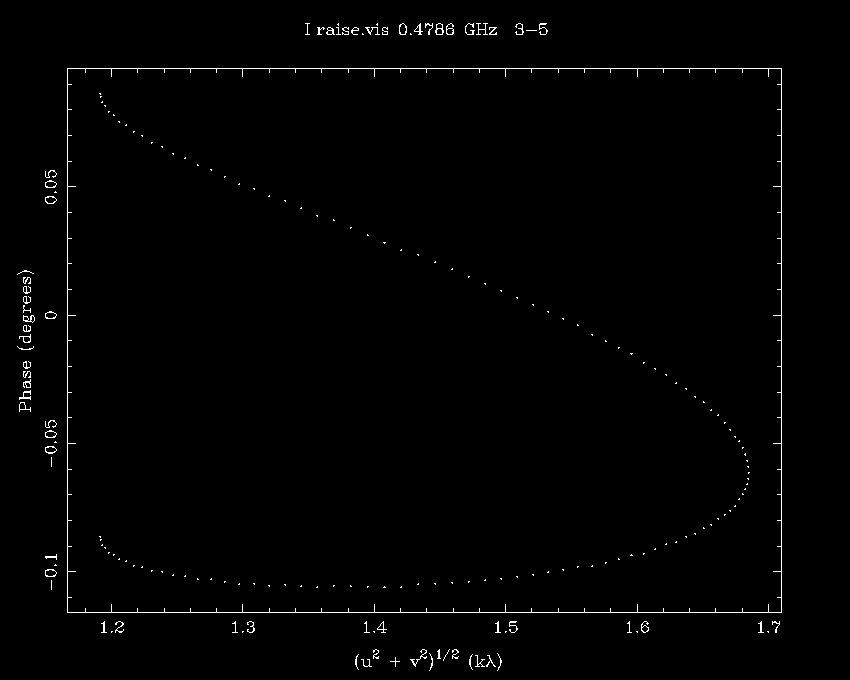 I raise.vis 0.4786 GHz 3−5
0.05
0
−0.05
−0.1
Phase (degrees)
1.2 1.3 1.4 1.5 1.6 1.7
(u² + v²)^1/2 (kλ)